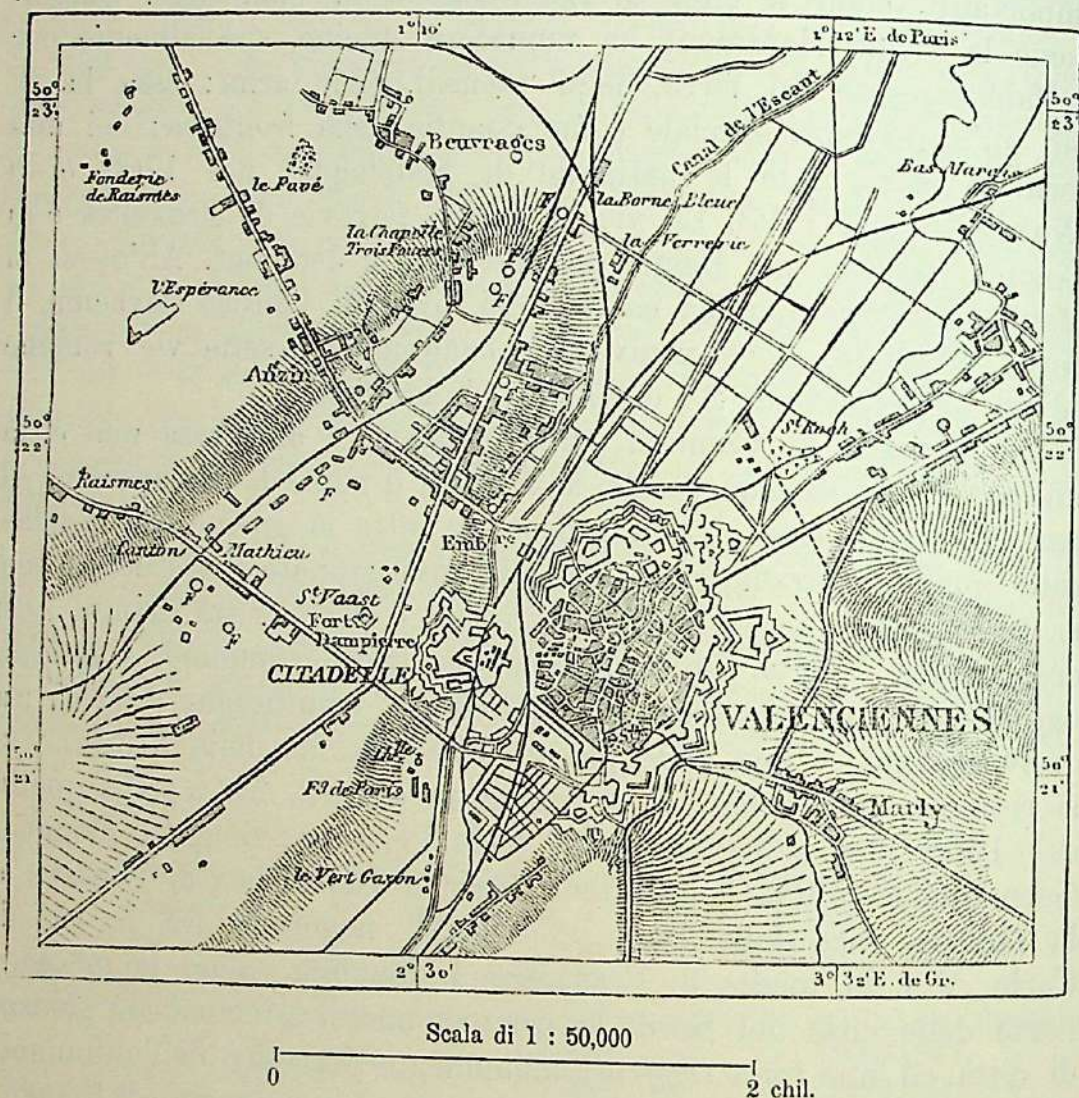 1° 10'
1° 12' E. de Paris
50°
23'
50°
23'
Canal de l'Escaut
Beuvrages
Bas Marais
Fonderie
de Raismes
le Pavé
F
la Borne Bleue
la Chapelle
Trois Fouers
la Verrerie
F
F
l'Espérance
Anzin
50°
22'
St. Roch
50°
22'
Raismes
F
Canton
Mathieu
Emb.
St. Vaast
Forts
Dampierre
F
F
CITADELLE
VALENCIENNES
50°
21'
50°
21'
Fg. de Paris
Marly
le Vert Gazon
2° 30'
3° 32' E. de Gr.
Scala di 1 : 50,000
0
2 chil.